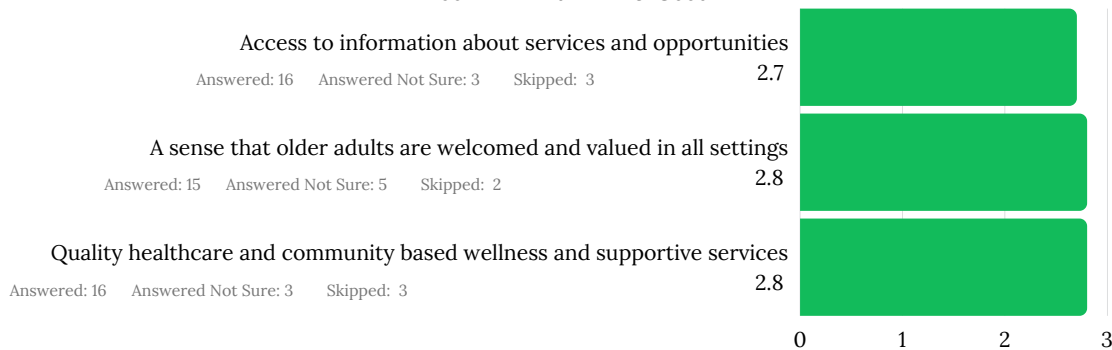 Access to information about services and opportunities
2.7
Answered: 16 Answered Not Sure: 3 Skipped: 3
A sense that older adults are welcomed and valued in all settings
2.8
Answered: 15 Answered Not Sure: 5 Skipped: 2
Quality healthcare and community based wellness and supportive services
2.8
Answered: 16 Answered Not Sure: 3 Skipped: 3
0 1 2 3